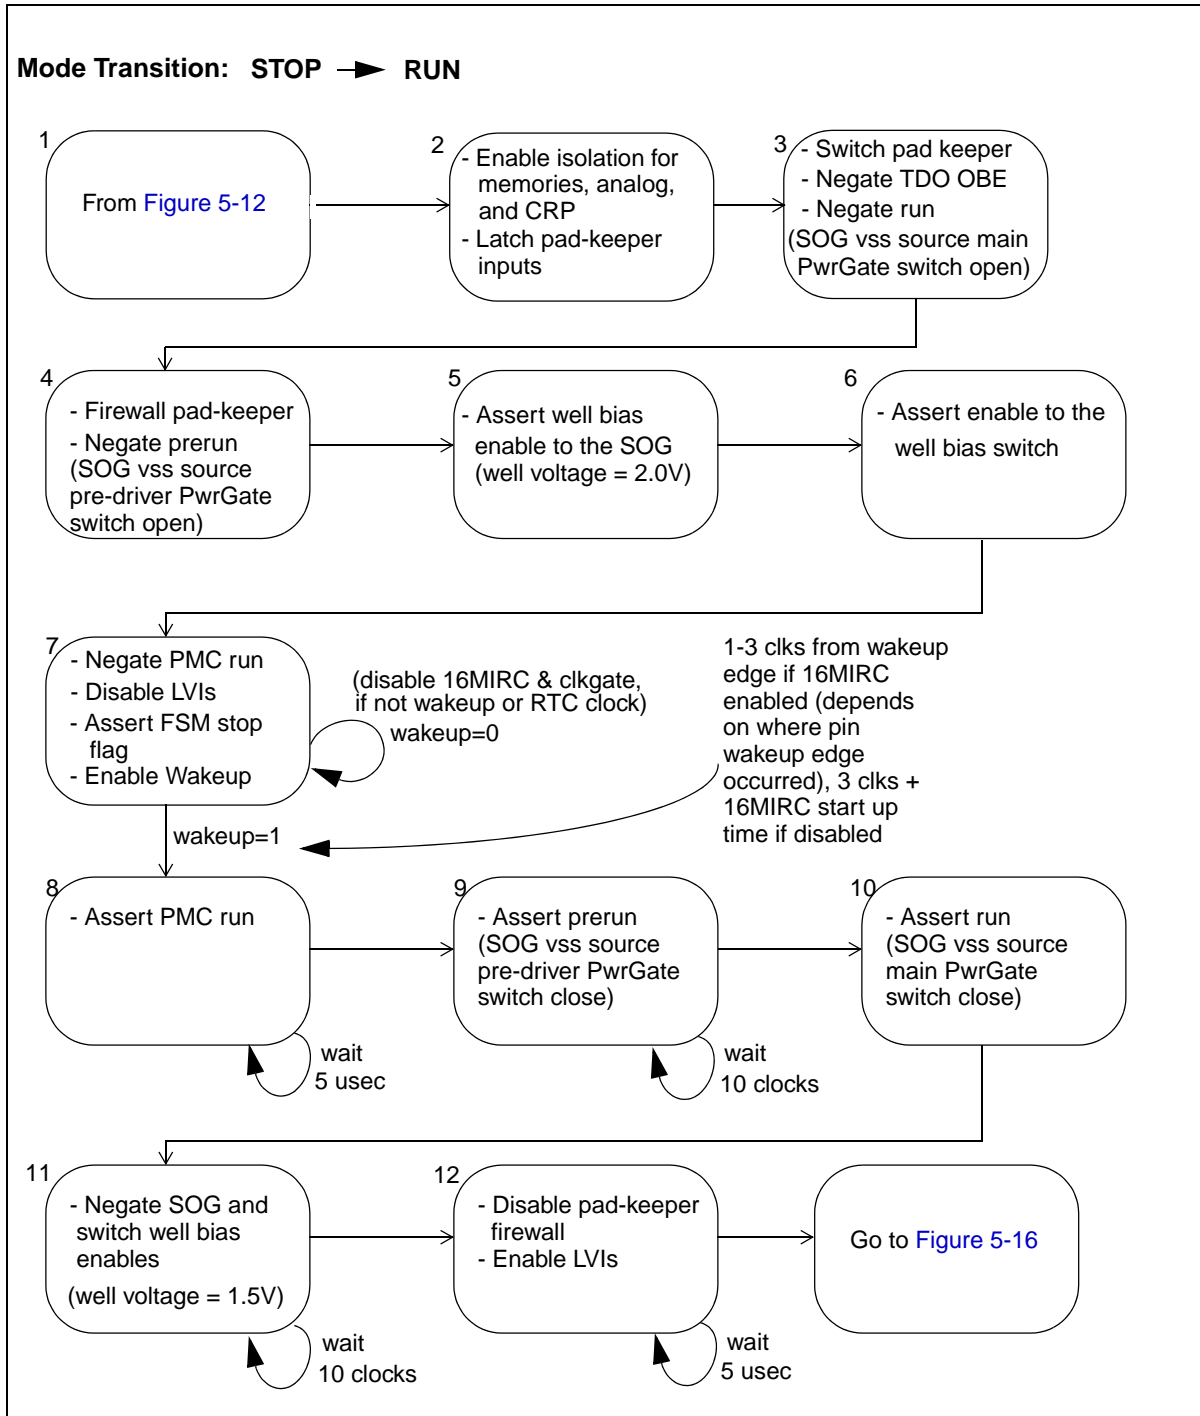 Mode Transition: STOP RUN
1
From Figure 5-12
2
- Enable isolation for
memories, analog,
and CRP
- Latch pad-keeper
inputs
3
- Switch pad keeper
- Negate TDO OBE
- Negate run
(SOG vss source main
PwrGate switch open)
4
- Firewall pad-keeper
- Negate prerun
(SOG vss source
pre-driver PwrGate
switch open)
5
- Assert well bias
enable to the SOG
(well voltage = 2.0V)
6
- Assert enable to the
well bias switch
7
- Negate PMC run
- Disable LVIs
- Assert FSM stop
flag
- Enable Wakeup
(disable 16MIRC & clkgate,
if not wakeup or RTC clock)
wakeup=0
1-3 clks from wakeup
edge if 16MIRC
enabled (depends
on where pin
wakeup edge
occurred), 3 clks +
16MIRC start up
time if disabled
wakeup=1
8
- Assert PMC run
wait
5 usec
9
- Assert prerun
(SOG vss source
pre-driver PwrGate
switch close)
wait
10 clocks
10
- Assert run
(SOG vss source
main PwrGate
switch close)
11
- Negate SOG and
switch well bias
enables
(well voltage = 1.5V)
wait
10 clocks
12
- Disable pad-keeper
firewall
- Enable LVIs
wait
5 usec
Go to Figure 5-16